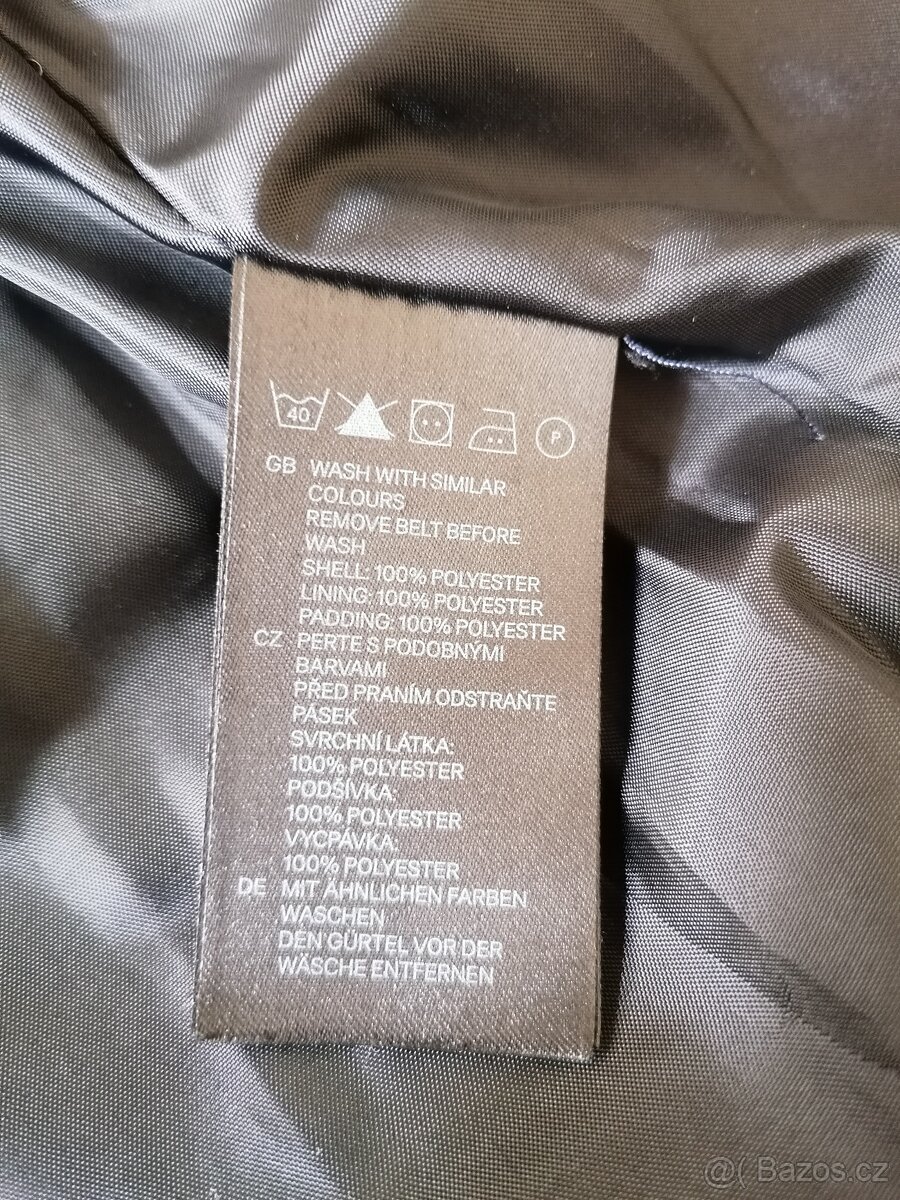 40
P
GB WASH WITH SIMILAR
COLOURS
REMOVE BELT BEFORE
WASH
SHELL: 100% POLYESTER
LINING: 100% POLYESTER
PADDING: 100% POLYESTER
CZ PERTE S PODOBNÝMI
BARVAMI
PŘED PRANÍM ODSTRAŇTE
PÁSEK
SVRCHNÍ LÁTKA:
100% POLYESTER
PODŠÍVKA:
100% POLYESTER
VYCPÁVKA:
100% POLYESTER
DE MIT ÄHNLICHEN FARBEN
WASCHEN
DEN GÜRTEL VOR DER
WÄSCHE ENTFERNEN
@( Bazos.cz